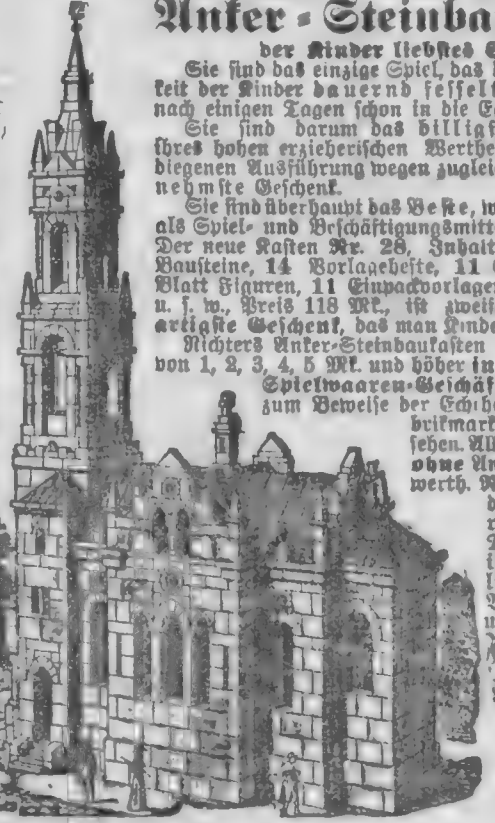 Anker-Steinba
der Kinder liebstes
Sie sind das einzige Spiel, das
keit der Kinder dauernd fesselt
nach einigen Tagen schon in die E
Sie sind darum das billigs
ihres hohen erzieherischen Werthe
diegenen Ausführung wegen zuglei
nehmste Geschenk.
Sie sind überhaupt das Beste, w
als Spiel- und Beschäftigungsmitt
Der neue Kasten Nr. 28, Inhalt
Bausteine, 14 Vorlagehefte, 11
Blatt Figuren, 11 Einpackvorlagen
u. s. w., Preis 118 Mk., ist zweif
artigste Geschenk, das man Kinde
Richters Anker-Steinbaukasten
von 1, 2, 3, 4, 5 Mk. und höher in
Spielwaaren-Geschäf
zum Beweise der Echthe
brikmark
sehen. All
ohne An
werth.